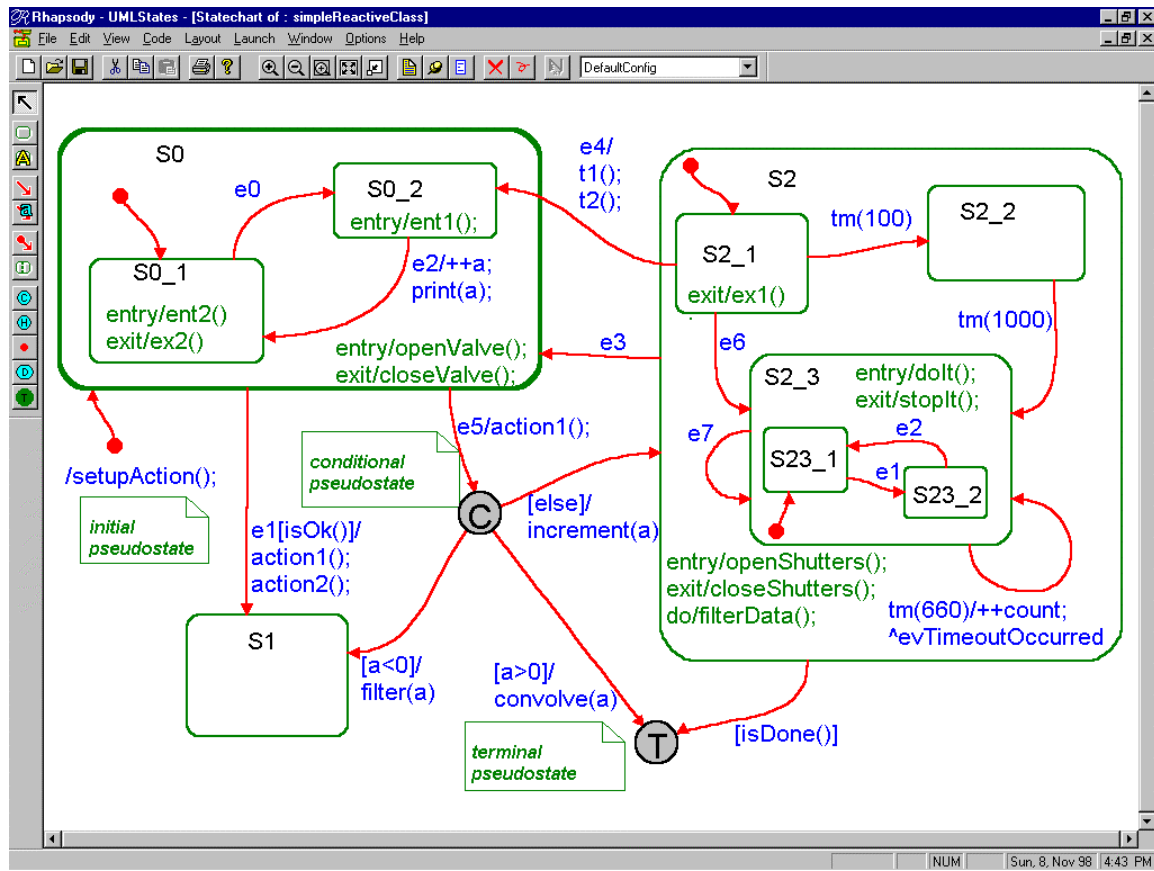 Rhapsody - UMLStates - [Statechart of : simpleReactiveClass]
File Edit View Code Layout Launch Window Options Help
DefaultConfig
S0
e0
S0_2
entry/ent1();
S0_1
entry/ent2()
exit/ex2()
e2/++a;
print(a);
entry/openValve();
exit/closeValve();
e4/
t1();
t2();
S2
S2_1
exit/ex1()
tm(100)
S2_2
tm(1000)
e3
e6
S2_3
entry/doIt();
exit/stopIt();
e7
S23_1
e2
e1
S23_2
/setupAction();
initial
pseudostate
conditional
pseudostate
e5/action1();
C
[else]/
increment(a)
e1[isOk()]/
action1();
action2();
entry/openShutters();
exit/closeShutters();
do/filterData();
tm(660)/++count;
^evTimeoutOccurred
S1
[a<0]/
filter(a)
[a>0]/
convolve(a)
terminal
pseudostate
T
[isDone()]
NUM
Sun, 8, Nov 98
4:43 PM